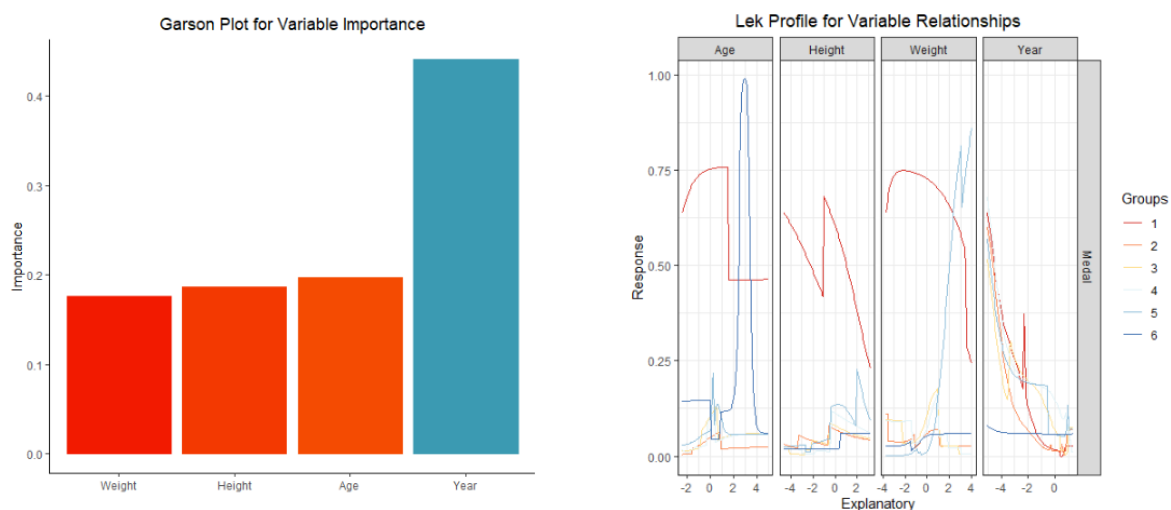 Garson Plot for Variable Importance
Importance
0.4
0.3
0.2
0.1
0.0
Weight Height Age Year
Lek Profile for Variable Relationships
Age Height Weight Year
Response
1.00
0.75
0.50
0.25
0.00
Medal
-2 0 2 4 -4 -2 0 2 -4 -2 0 2 4 -4 -2 0
Explanatory
Groups
1
2
3
4
5
6